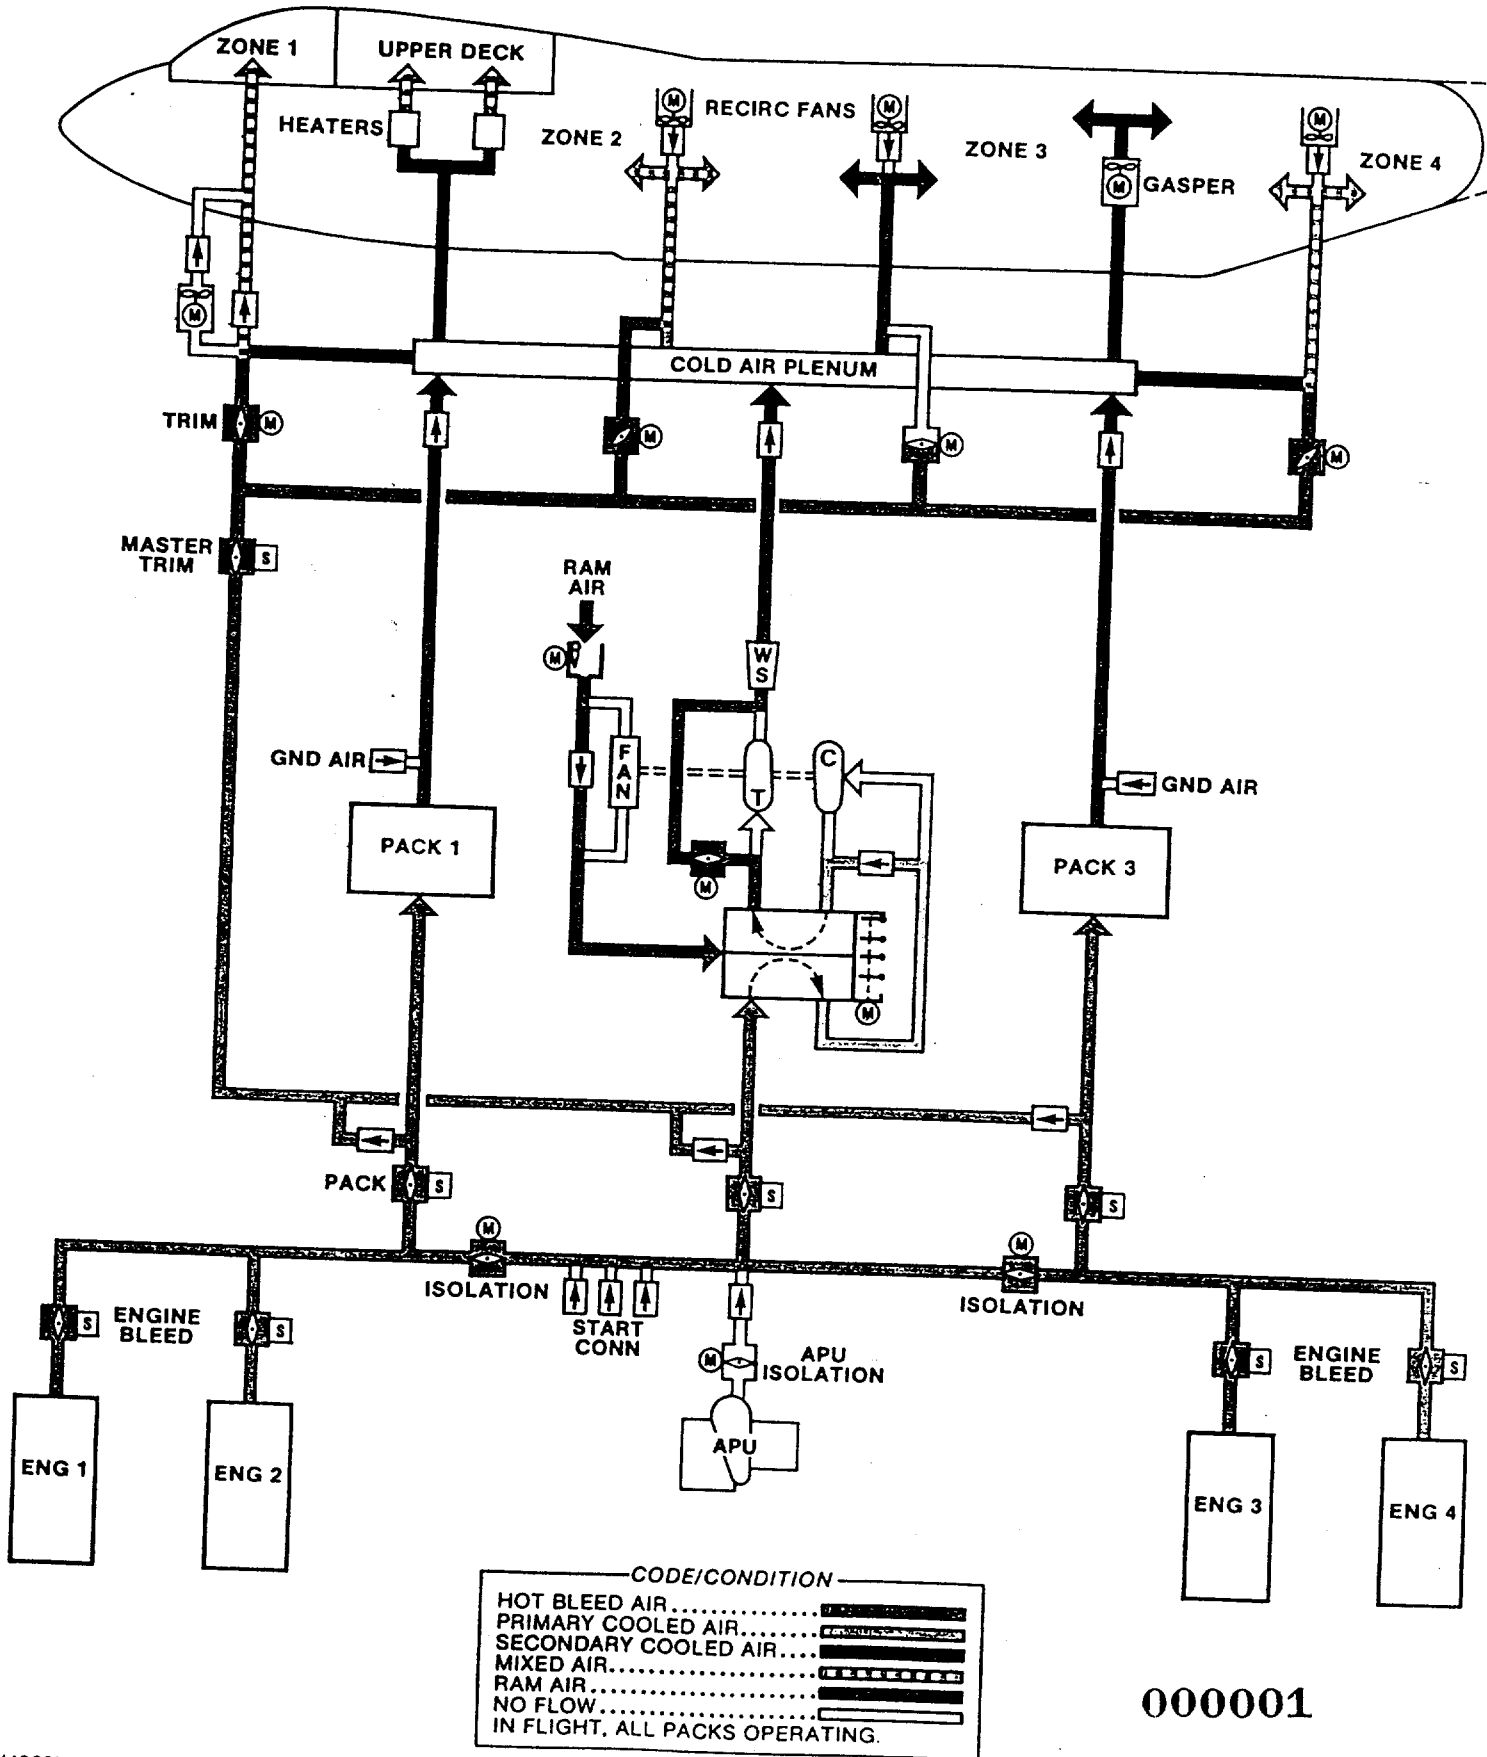 ZONE 1
UPPER DECK
HEATERS
ZONE 2
M
RECIRC FANS
M
ZONE 3
M
GASPER
M
ZONE 4
M
COLD AIR PLENUM
TRIM
M
M
M
M
MASTER
TRIM
S
RAM
AIR
M
W
S
GND AIR
F
A
N
T
C
GND AIR
PACK 1
M
PACK 3
M
PACK
S
S
S
M
ISOLATION
M
ISOLATION
START
CONN
ENGINE
BLEED
S
S
M
APU
ISOLATION
S
ENGINE
BLEED
S
ENG 1
ENG 2
APU
ENG 3
ENG 4
CODE/CONDITION
HOT BLEED AIR...............
PRIMARY COOLED AIR........
SECONDARY COOLED AIR....
MIXED AIR.....................
RAM AIR.......................
NO FLOW......................
IN FLIGHT, ALL PACKS OPERATING.
000001